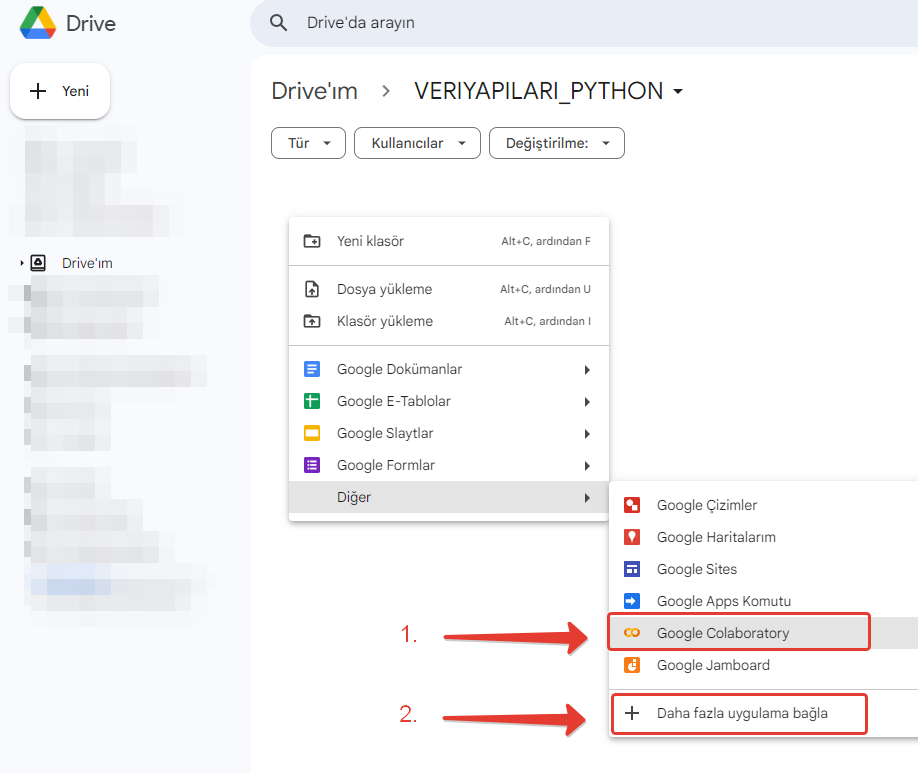 Drive
Drive'da arayın
Yeni
Drive'ım
Drive'ım > VERIYAPILARI_PYTHON
Tür
Kullanıcılar
Değiştirilme:
Yeni klasör Alt+C, ardından F
Dosya yükleme Alt+C, ardından U
Klasör yükleme Alt+C, ardından I
Google Dokümanlar
Google E-Tablolar
Google Slaytlar
Google Formlar
Diğer
Google Çizimler
Google Haritalarım
Google Sites
Google Apps Komutu
1. Google Colaboratory
Google Jamboard
2. Daha fazla uygulama bağla